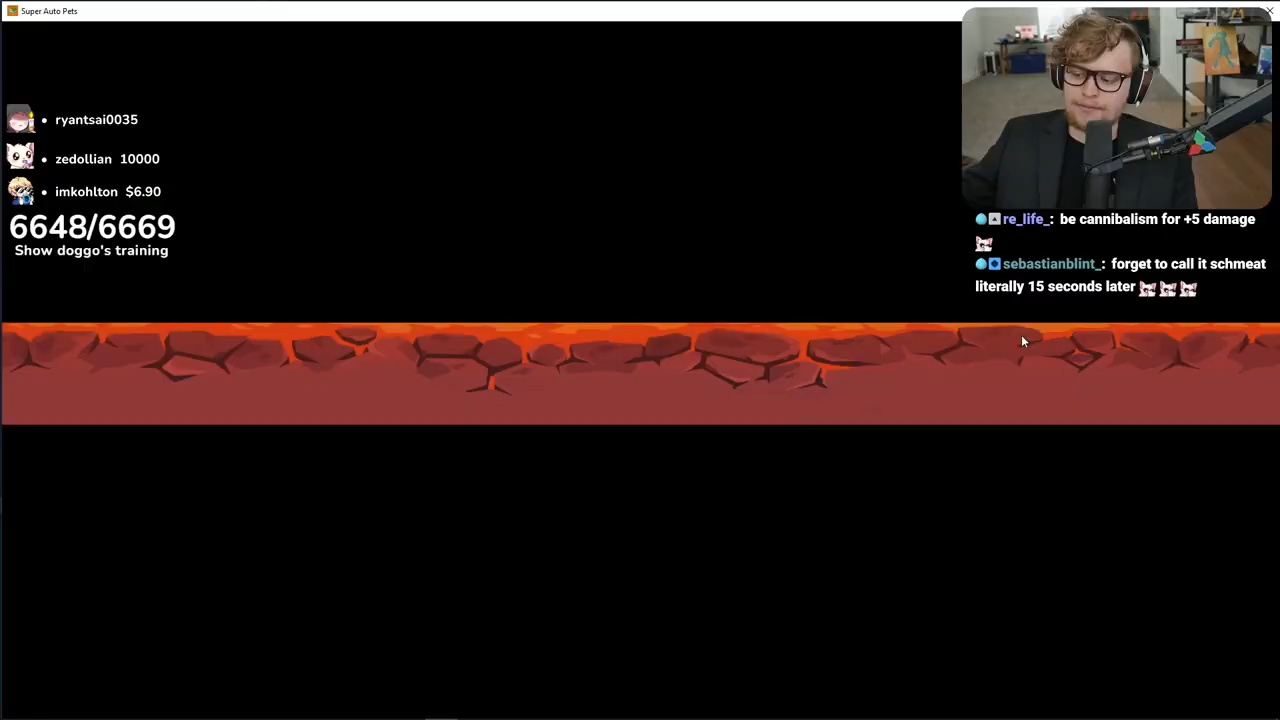 Super Auto Pets
ryantsai0035
zedollian 10000
imkohlton $6.90
6648/6669
Show doggo's training
re_life_: be cannibalism for +5 damage
sebastianblint_: forget to call it schmeat
literally 15 seconds later